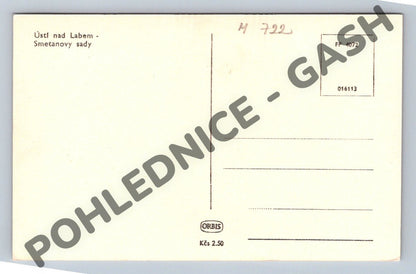 Ústí nad Labem -
Smetanovy sady
H 722
016113
POHLEDNICE - GASH
ORBIS
Kčs 2.50